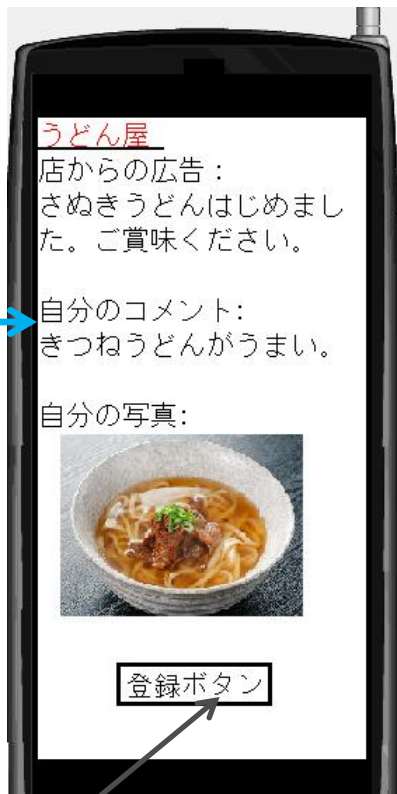 うどん屋
店からの広告：
さぬきうどんはじめまし
た。ご賞味ください。
自分のコメント:
きつねうどんがうまい。
自分の写真:
登録ボタン